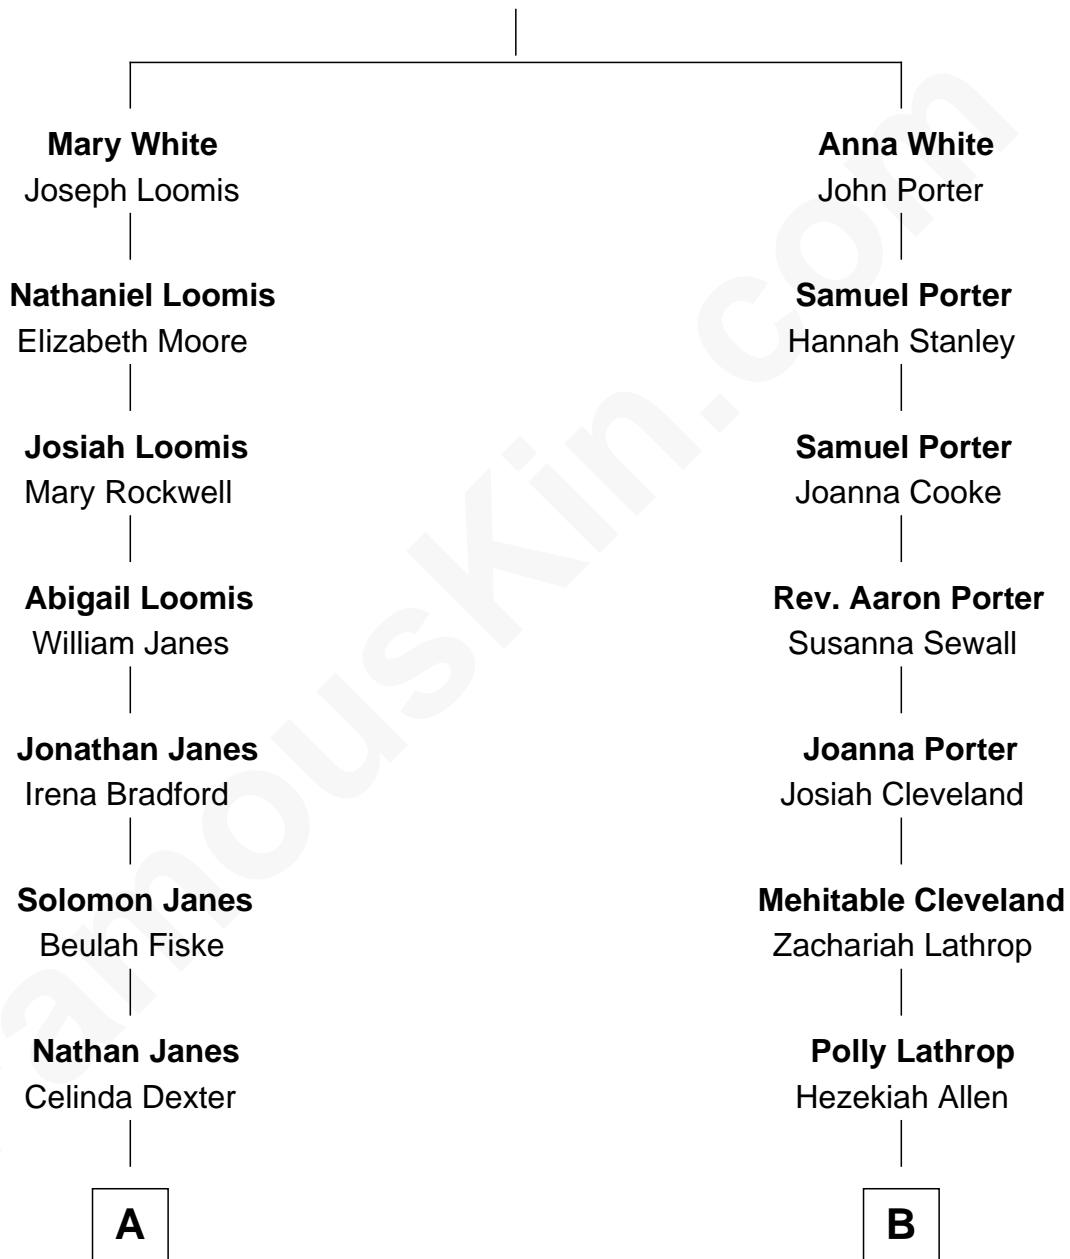 Mary White
Joseph Loomis
Nathaniel Loomis
Elizabeth Moore
Josiah Loomis
Mary Rockwell
Abigail Loomis
William Janes
Jonathan Janes
Irena Bradford
Solomon Janes
Beulah Fiske
Nathan Janes
Celinda Dexter
A
Anna White
John Porter
Samuel Porter
Hannah Stanley
Samuel Porter
Joanna Cooke
Rev. Aaron Porter
Susanna Sewall
Joanna Porter
Josiah Cleveland
Mehitable Cleveland
Zachariah Lathrop
Polly Lathrop
Hezekiah Allen
B
amousKin.com